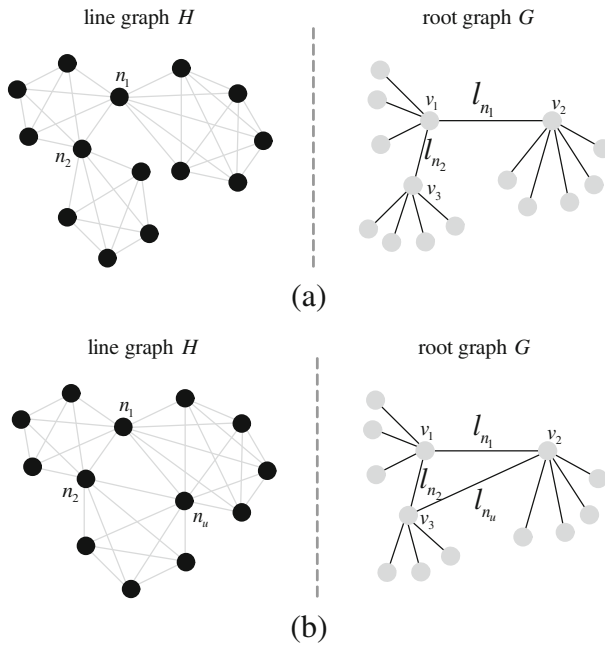 line graph H
root graph G
n1
n2
v1
ln1
v2
ln2
v3
(a)
line graph H
root graph G
n1
n2
nu
v1
ln1
v2
ln2
lnu
v3
(b)